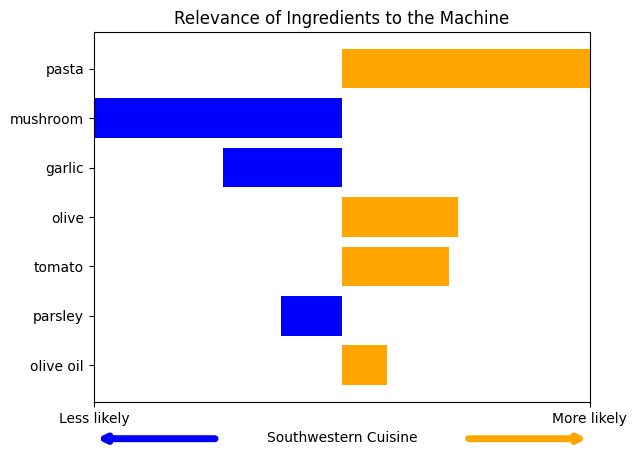 Relevance of Ingredients to the Machine
pasta
mushroom
garlic
olive
tomato
parsley
olive oil
Less likely
More likely
Southwestern Cuisine